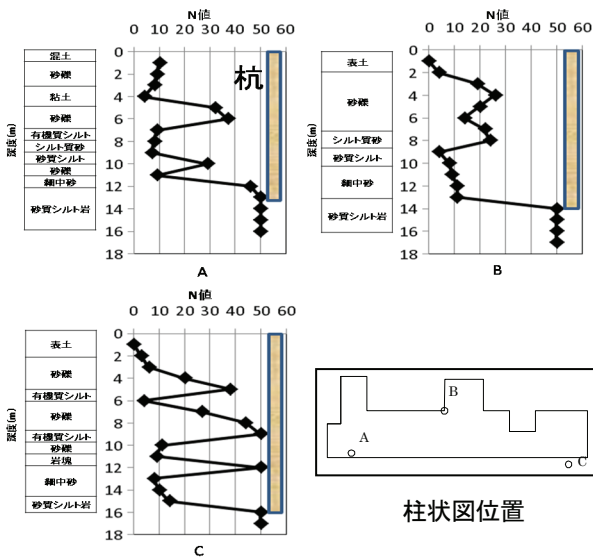 N値
0 10 20 30 40 50 60
混土
砂礫
粘土
砂礫
有機質シルト
シルト質砂
砂質シルト
砂礫
細中砂
砂質シルト岩
深度(m)
0
2
4
6
8
10
12
14
16
18
杭
A
N値
0 10 20 30 40 50 60
表土
砂礫
シルト質砂
砂質シルト
細中砂
砂質シルト岩
深度(m)
0
2
4
6
8
10
12
14
16
18
B
N値
0 10 20 30 40 50 60
表土
砂礫
有機質シルト
砂礫
有機質シルト
砂礫
岩塊
細中砂
砂質シルト岩
深度(m)
0
2
4
6
8
10
12
14
16
18
C
B
A
C
柱状図位置